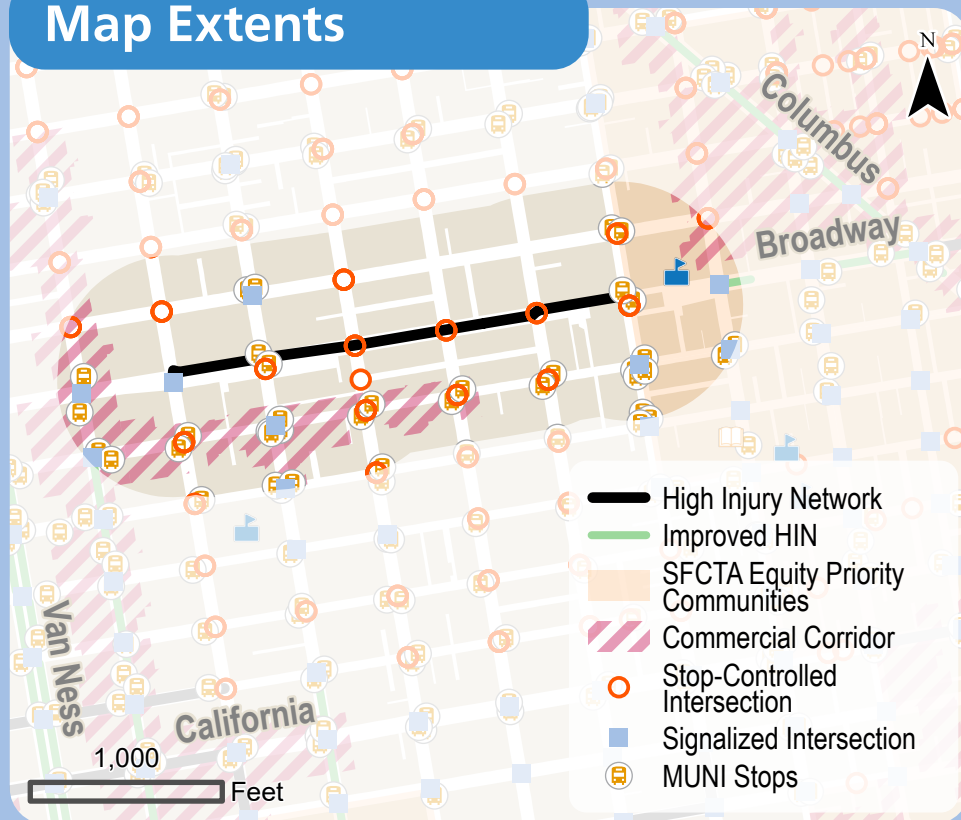 Map Extents
N
Columbus
Broadway
High Injury Network
Improved HIN
SFCTA Equity Priority
Communities
Commercial Corridor
Stop-Controlled
Intersection
Signalized Intersection
MUNI Stops
Van Ness
California
1,000
Feet